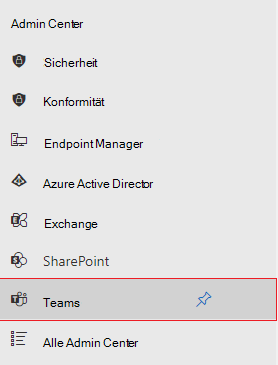 Admin Center
Sicherheit
Konformität
Endpoint Manager
Azure Active Director
Exchange
SharePoint
Teams
Alle Admin Center